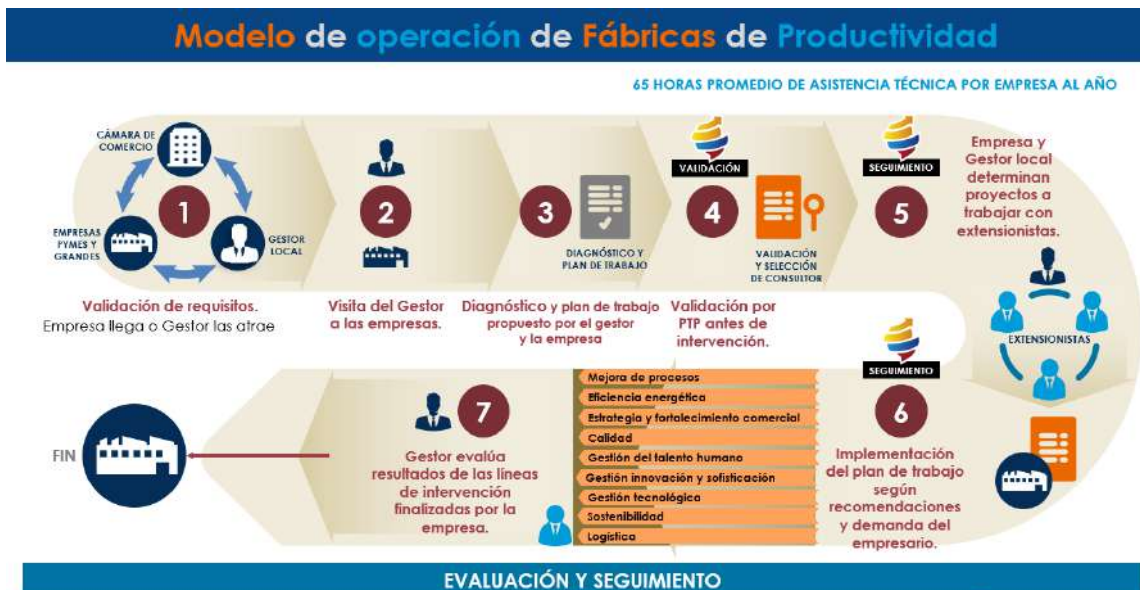 Modelo de operación de Fábricas de Productividad
65 HORAS PROMEDIO DE ASISTENCIA TÉCNICA POR EMPRESA AL AÑO
CÁMARA DE
COMERCIO
1
EMPRESAS
PYMES Y
GRANDES
GESTOR
LOCAL
Validación de requisitos.
Empresa llega o Gestor las atrae
2
Visita del Gestor
a las empresas.
3
DIAGNÓSTICO Y
PLAN DE TRABAJO
Diagnóstico y plan de trabajo
propuesto por el gestor
y la empresa
VALIDACIÓN
4
VALIDACIÓN
Y SELECCIÓN
DE CONSULTOR
Validación por
PTP antes de
intervención.
SEGUIMIENTO
5
Empresa y
Gestor local
determinan
proyectos a
trabajar con
extensionistas.
EXTENSIONISTAS
SEGUIMIENTO
6
Implementación
del plan de trabajo
según
recomendaciones
y demanda del
empresario.
Mejora de procesos
Eficiencia energética
Estrategia y fortalecimiento comercial
Calidad
Gestión del talento humano
Gestión innovación y sofisticación
Gestión tecnológica
Sostenibilidad
Logística
7
Gestor evalúa
resultados de las líneas
de intervención
finalizadas por la
empresa.
FIN
EVALUACIÓN Y SEGUIMIENTO